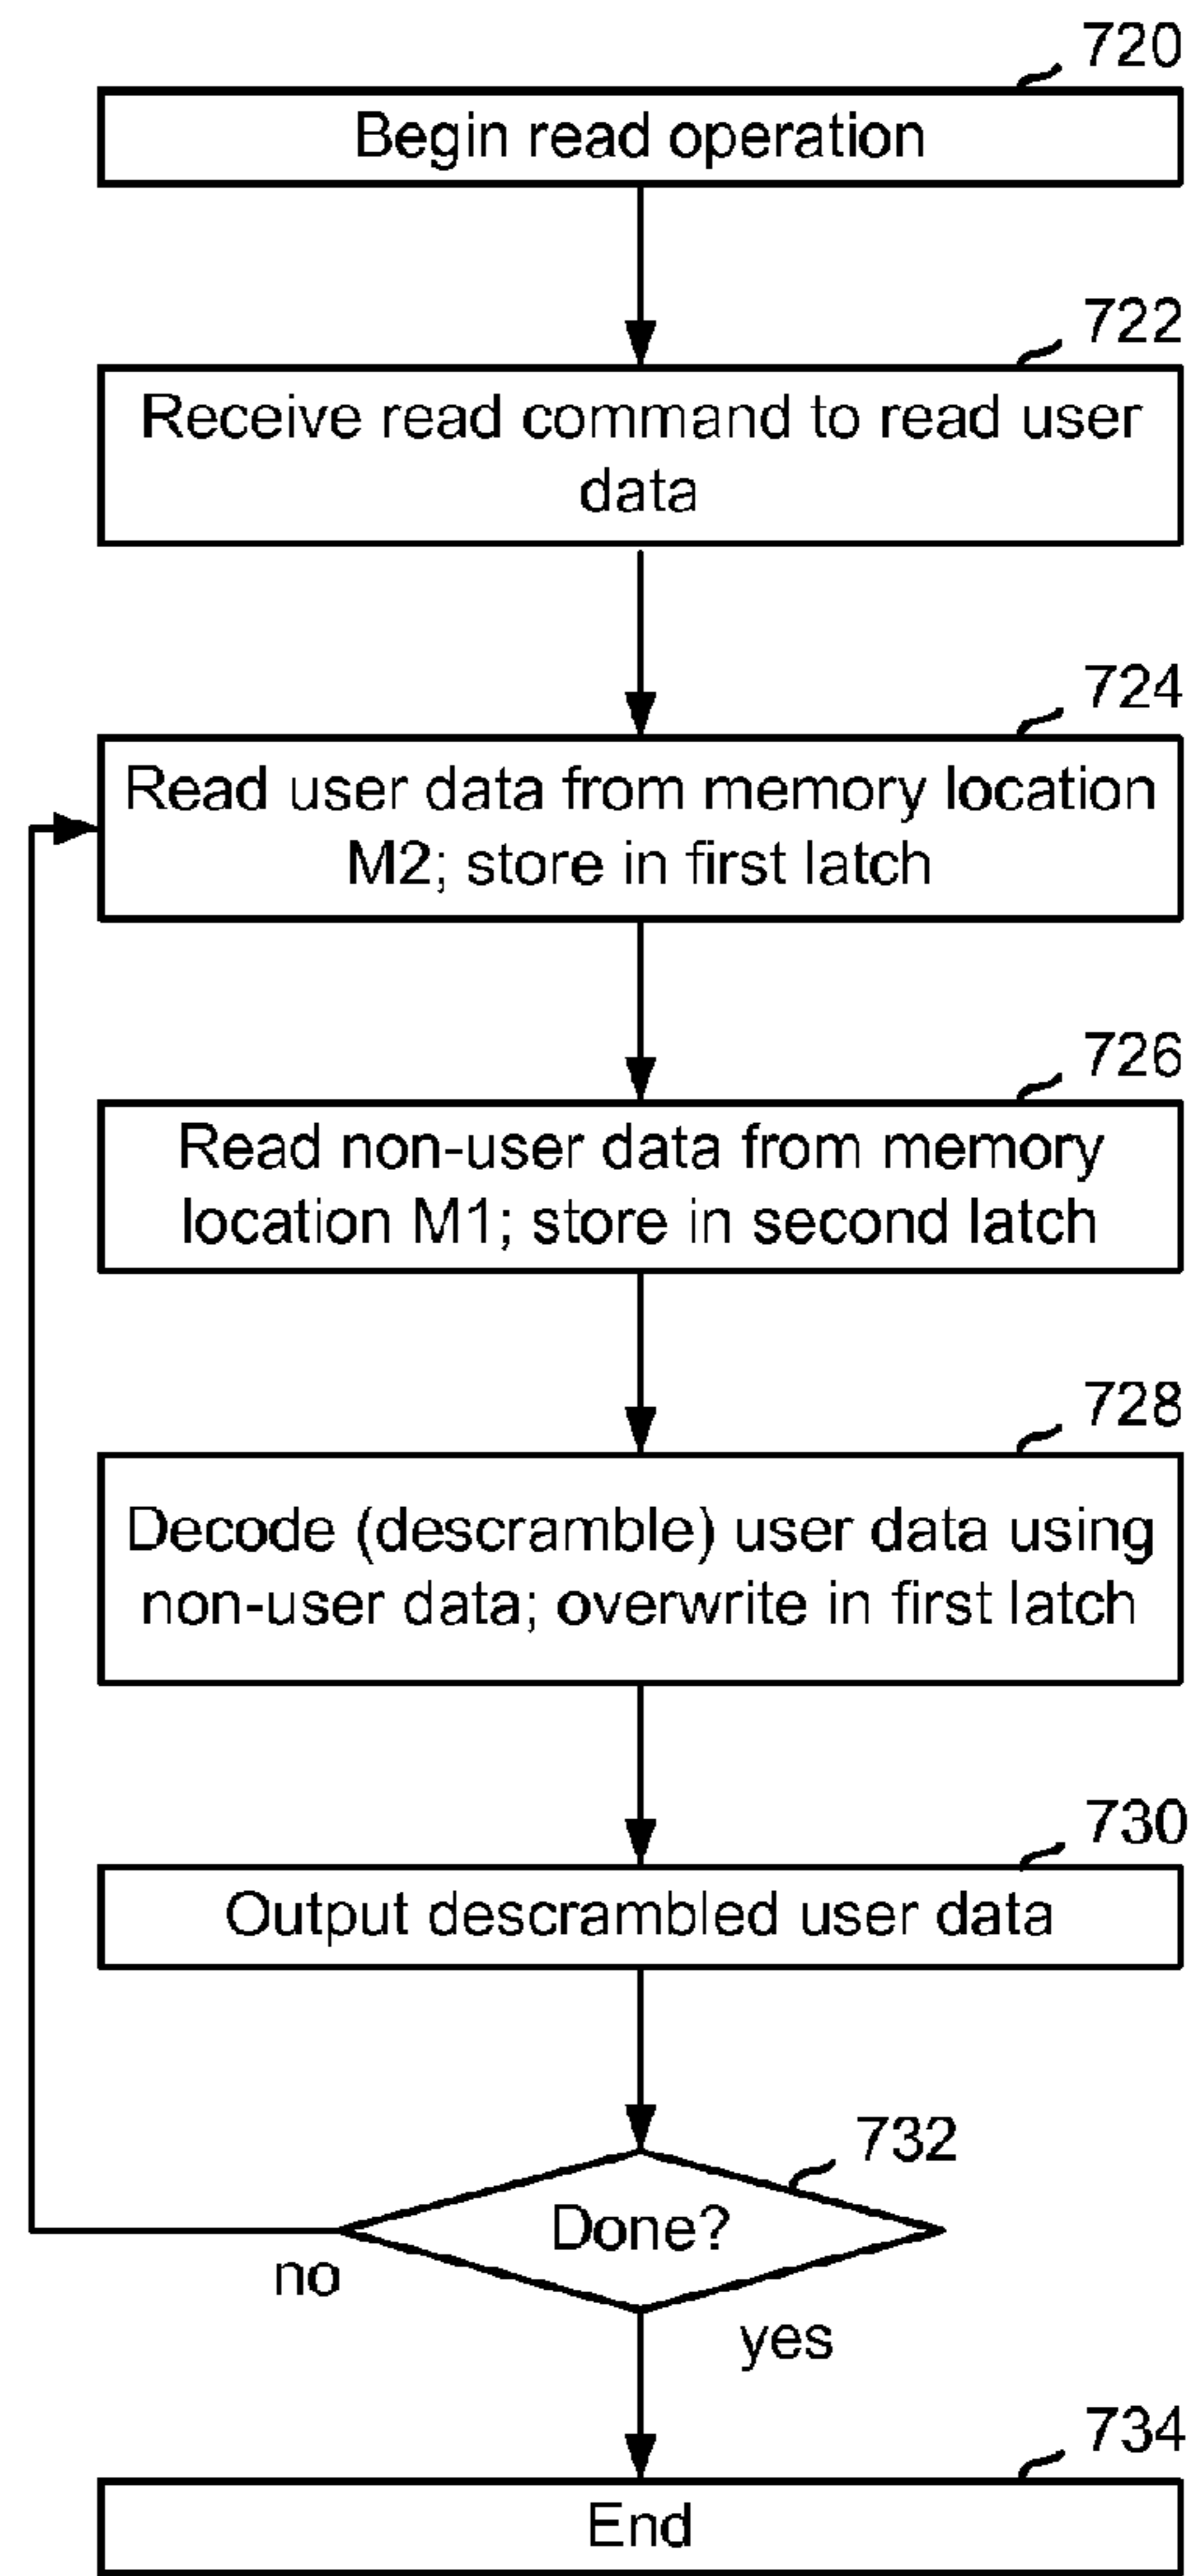 720
Begin read operation
722
Receive read command to read user
data
724
Read user data from memory location
M2; store in first latch
726
Read non-user data from memory
location M1; store in second latch
728
Decode (descramble) user data using
non-user data; overwrite in first latch
730
Output descrambled user data
732
Done?
no
yes
734
End